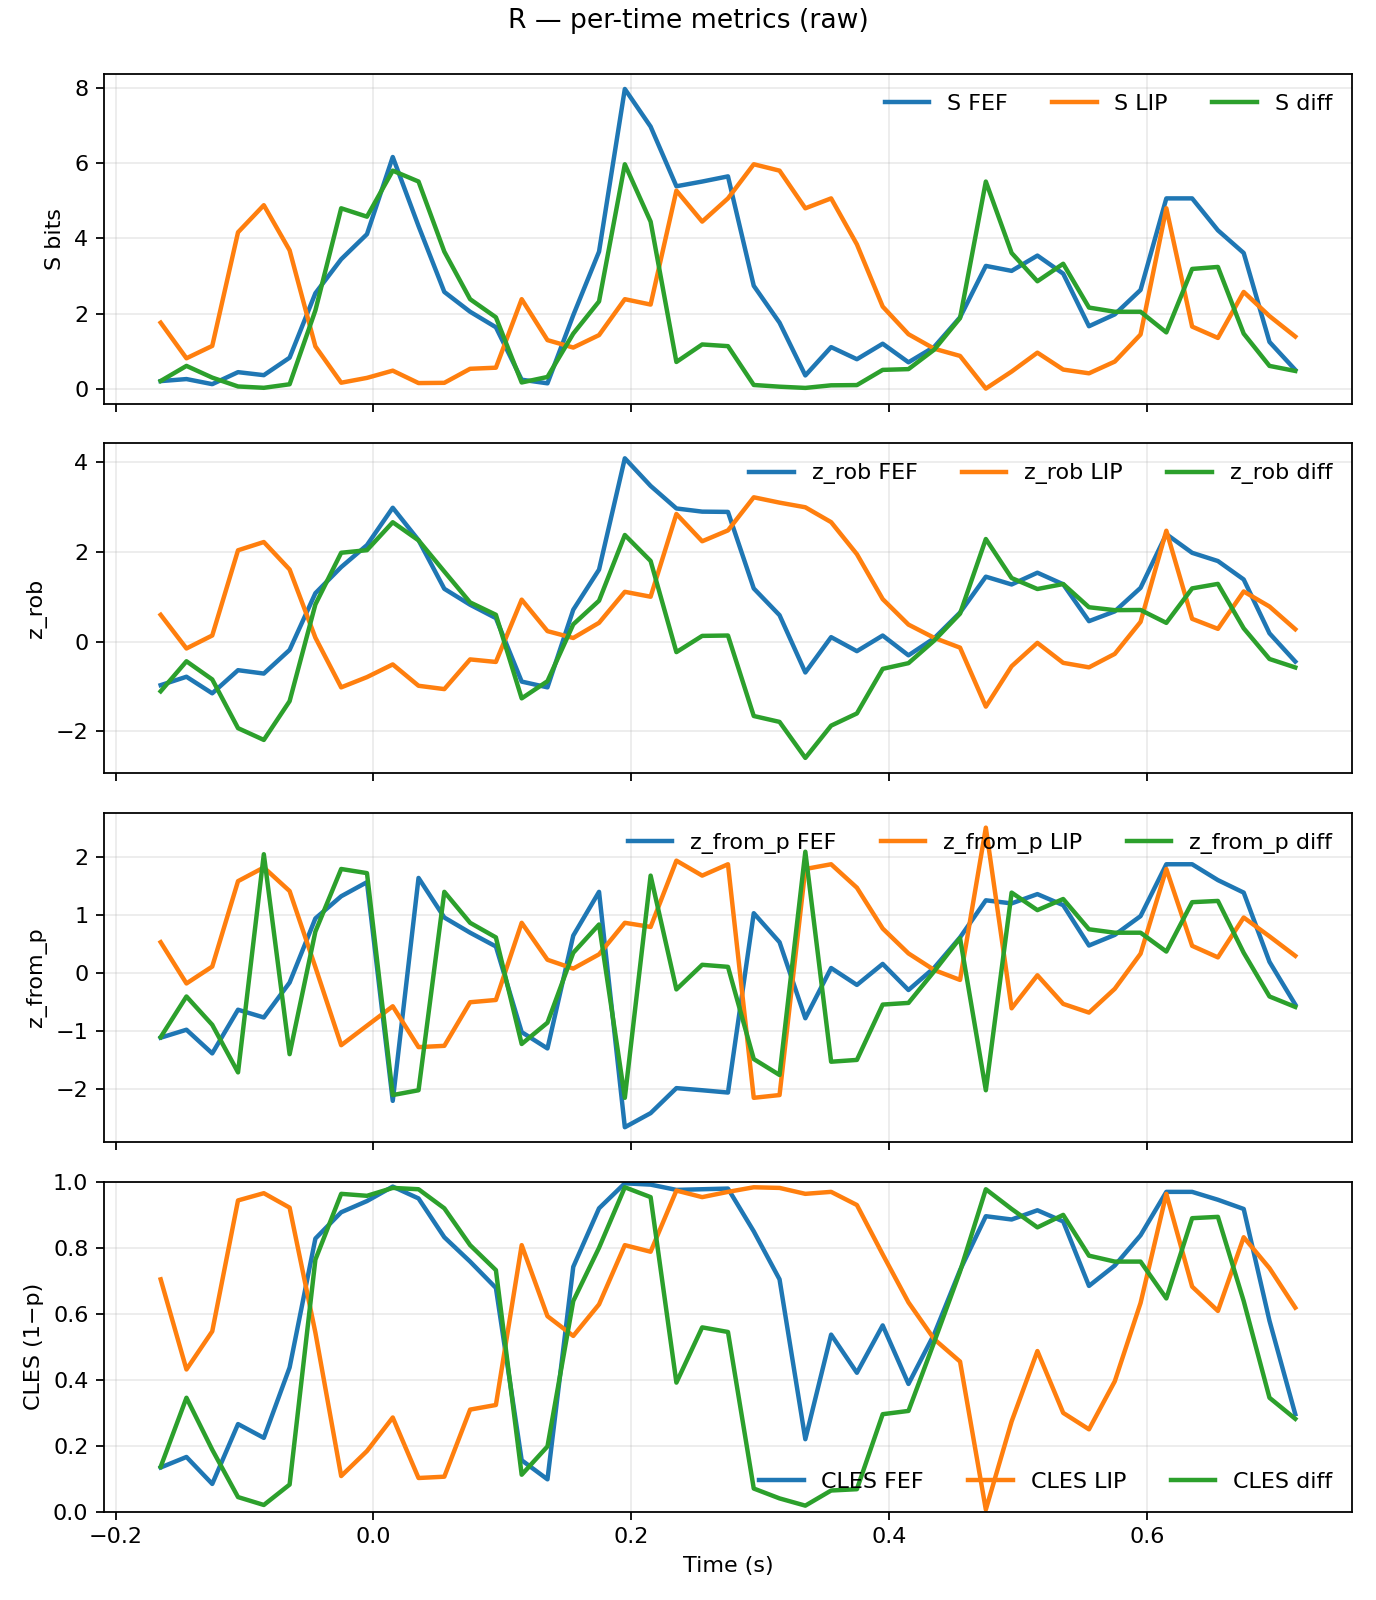 R — per-time metrics (raw)
S FEF S LIP S diff
8
6
4
2
0
S bits
z_rob FEF z_rob LIP z_rob diff
4
2
0
−2
z_rob
z_from_p FEF z_from_p LIP z_from_p diff
2
1
0
−1
−2
z_from_p
1.0
0.8
0.6
0.4
0.2
0.0
CLES (1−p)
CLES FEF CLES LIP CLES diff
−0.2 0.0 0.2 0.4 0.6
Time (s)